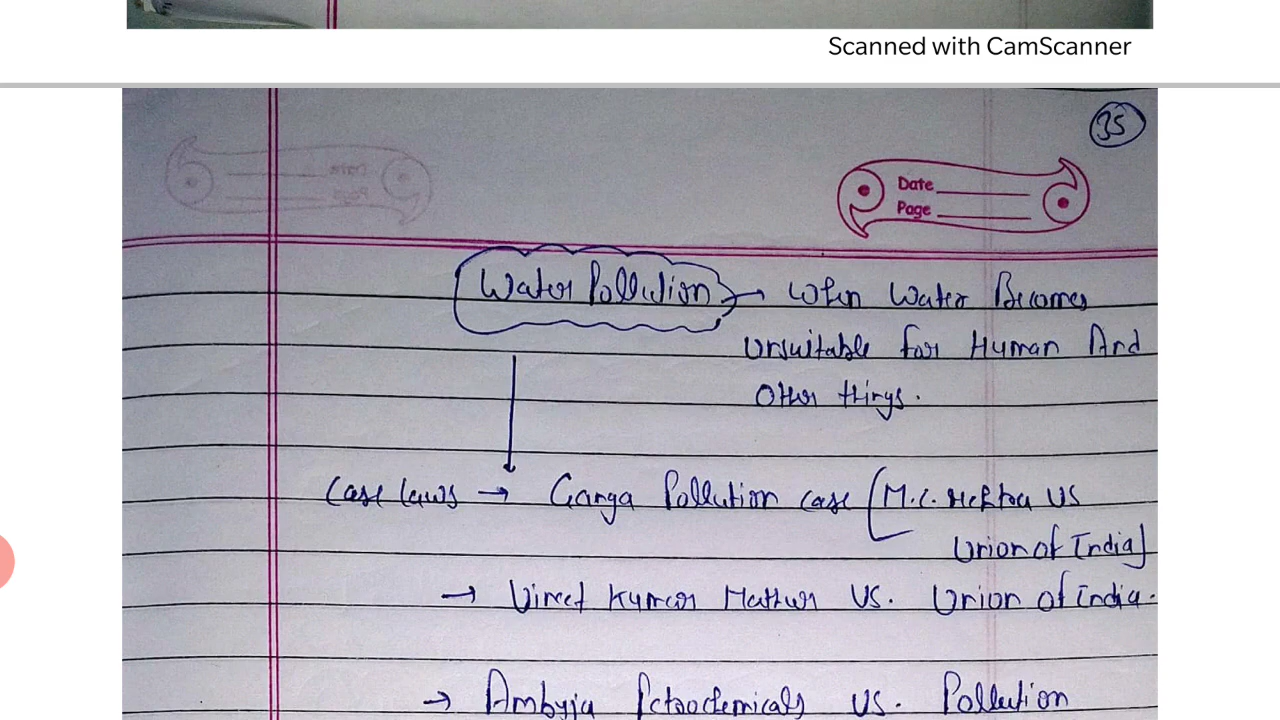 Scanned with CamScanner
35
Date
Page
Water Pollution → When Water Becomes
Unsuitable for Human And
Other things.
Case laws → Ganga Pollution case [M.C. Mehta VS
Union of India]
→ Vineet Kumar Mathur VS. Union of India.
→ Ambuja Petrochemicals VS. Pollution